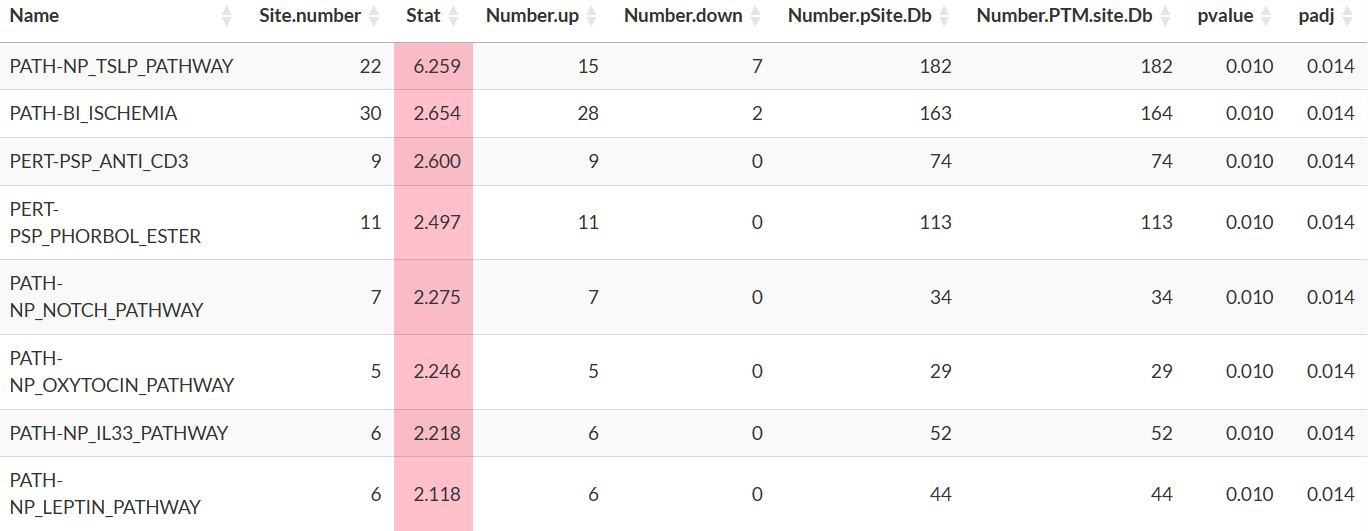 Name Site.number Stat Number.up Number.down Number.pSite.Db Number.PTM.site.Db pvalue padj
PATH-NP_TSLP_PATHWAY 22 6.259 15 7 182 182 0.010 0.014
PATH-BI_ISCHEMIA 30 2.654 28 2 163 164 0.010 0.014
PERT-PSP_ANTI_CD3 9 2.600 9 0 74 74 0.010 0.014
PERT-
PSP_PHORBOL_ESTER 11 2.497 11 0 113 113 0.010 0.014
PATH-
NP_NOTCH_PATHWAY 7 2.275 7 0 34 34 0.010 0.014
PATH-
NP_OXYTOCIN_PATHWAY 5 2.246 5 0 29 29 0.010 0.014
PATH-NP_IL33_PATHWAY 6 2.218 6 0 52 52 0.010 0.014
PATH-
NP_LEPTIN_PATHWAY 6 2.118 6 0 44 44 0.010 0.014